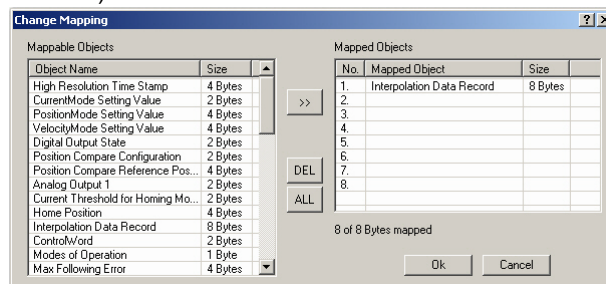 Change Mapping
Mappable Objects
Object Name Size
High Resolution Time Stamp 4 Bytes
CurrentMode Setting Value 2 Bytes
PositionMode Setting Value 4 Bytes
VelocityMode Setting Value 4 Bytes
Digital Output State 2 Bytes
Position Compare Configuration 2 Bytes
Position Compare Reference Pos... 4 Bytes
Analog Output 1 2 Bytes
Current Threshold for Homing Mo... 2 Bytes
Home Position 4 Bytes
Interpolation Data Record 8 Bytes
ControlWord 2 Bytes
Modes of Operation 1 Byte
Max Following Error 4 Bytes
>>
DEL
ALL
Mapped Objects
No. Mapped Object Size
1. Interpolation Data Record 8 Bytes
2.
3.
4.
5.
6.
7.
8.
8 of 8 Bytes mapped
Ok Cancel